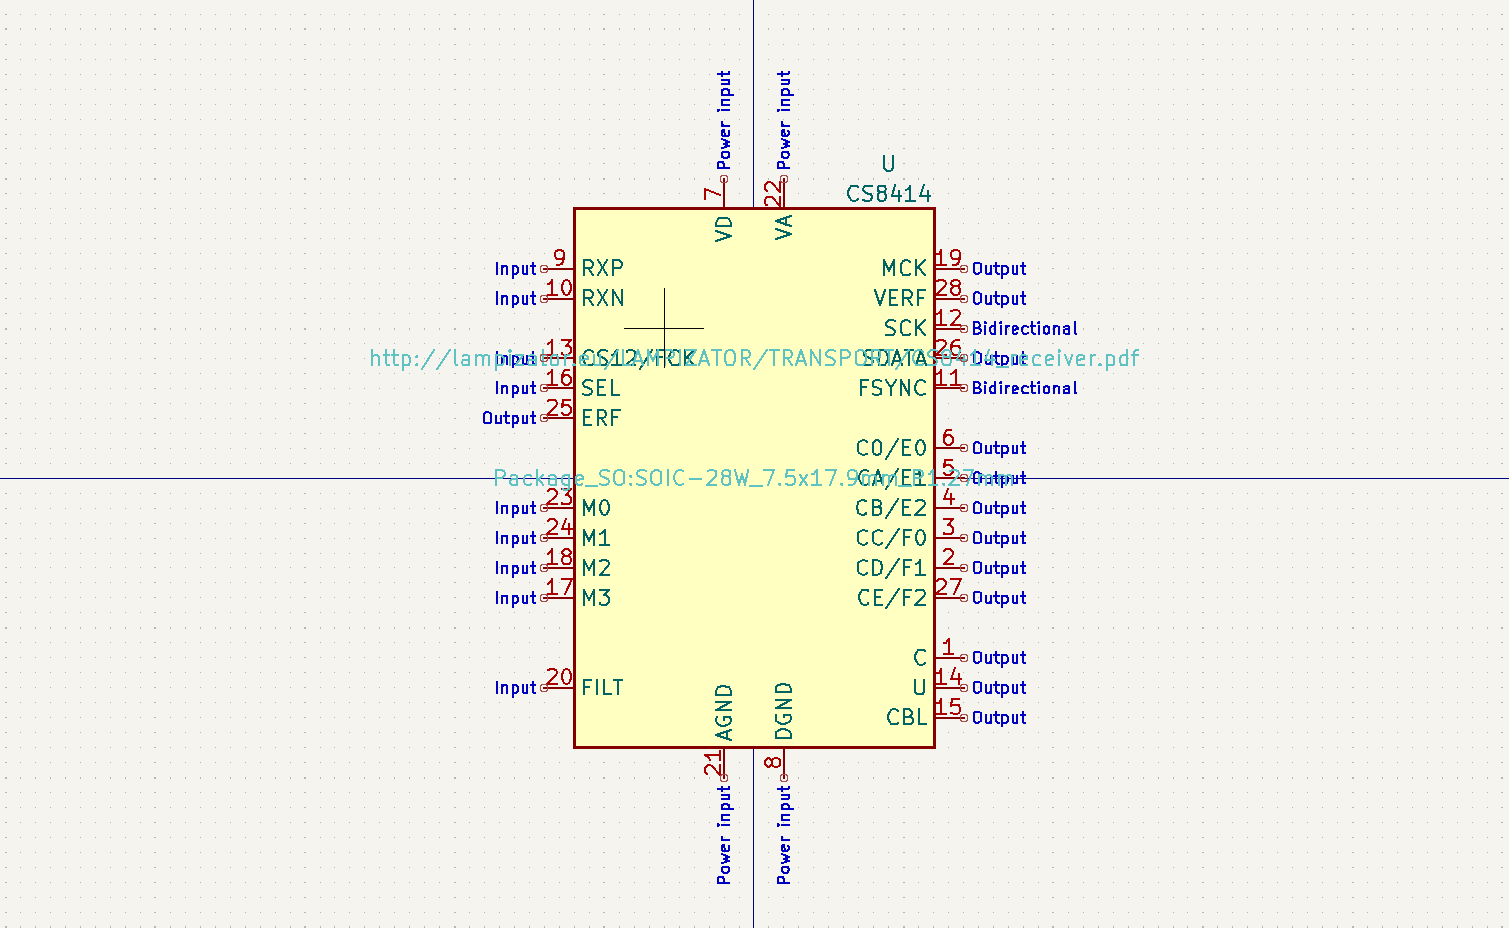 Power input
Power input
U
CS8414
7
22
VD
VA
Input 9 RXP
MCK 19 Output
Input 10 RXN
VERF 28 Output
SCK 12 Bidirectional
Input 13 CS12/FCK
SDATA 26 Output
http://lampizator.eu/LAMPIZATOR/TRANSPORT/CS8414_receiver.pdf
Input 16 SEL
FSYNC 11 Bidirectional
Output 25 ERF
C0/E0 6 Output
CA/E1 5 Output
Package_SO:SOIC-28W_7.5x17.9mm_P1.27mm
Input 23 M0
CB/E2 4 Output
Input 24 M1
CC/F0 3 Output
Input 18 M2
CD/F1 2 Output
Input 17 M3
CE/F2 27 Output
C 1 Output
Input 20 FILT
U 14 Output
CBL 15 Output
AGND
DGND
21
8
Power input
Power input